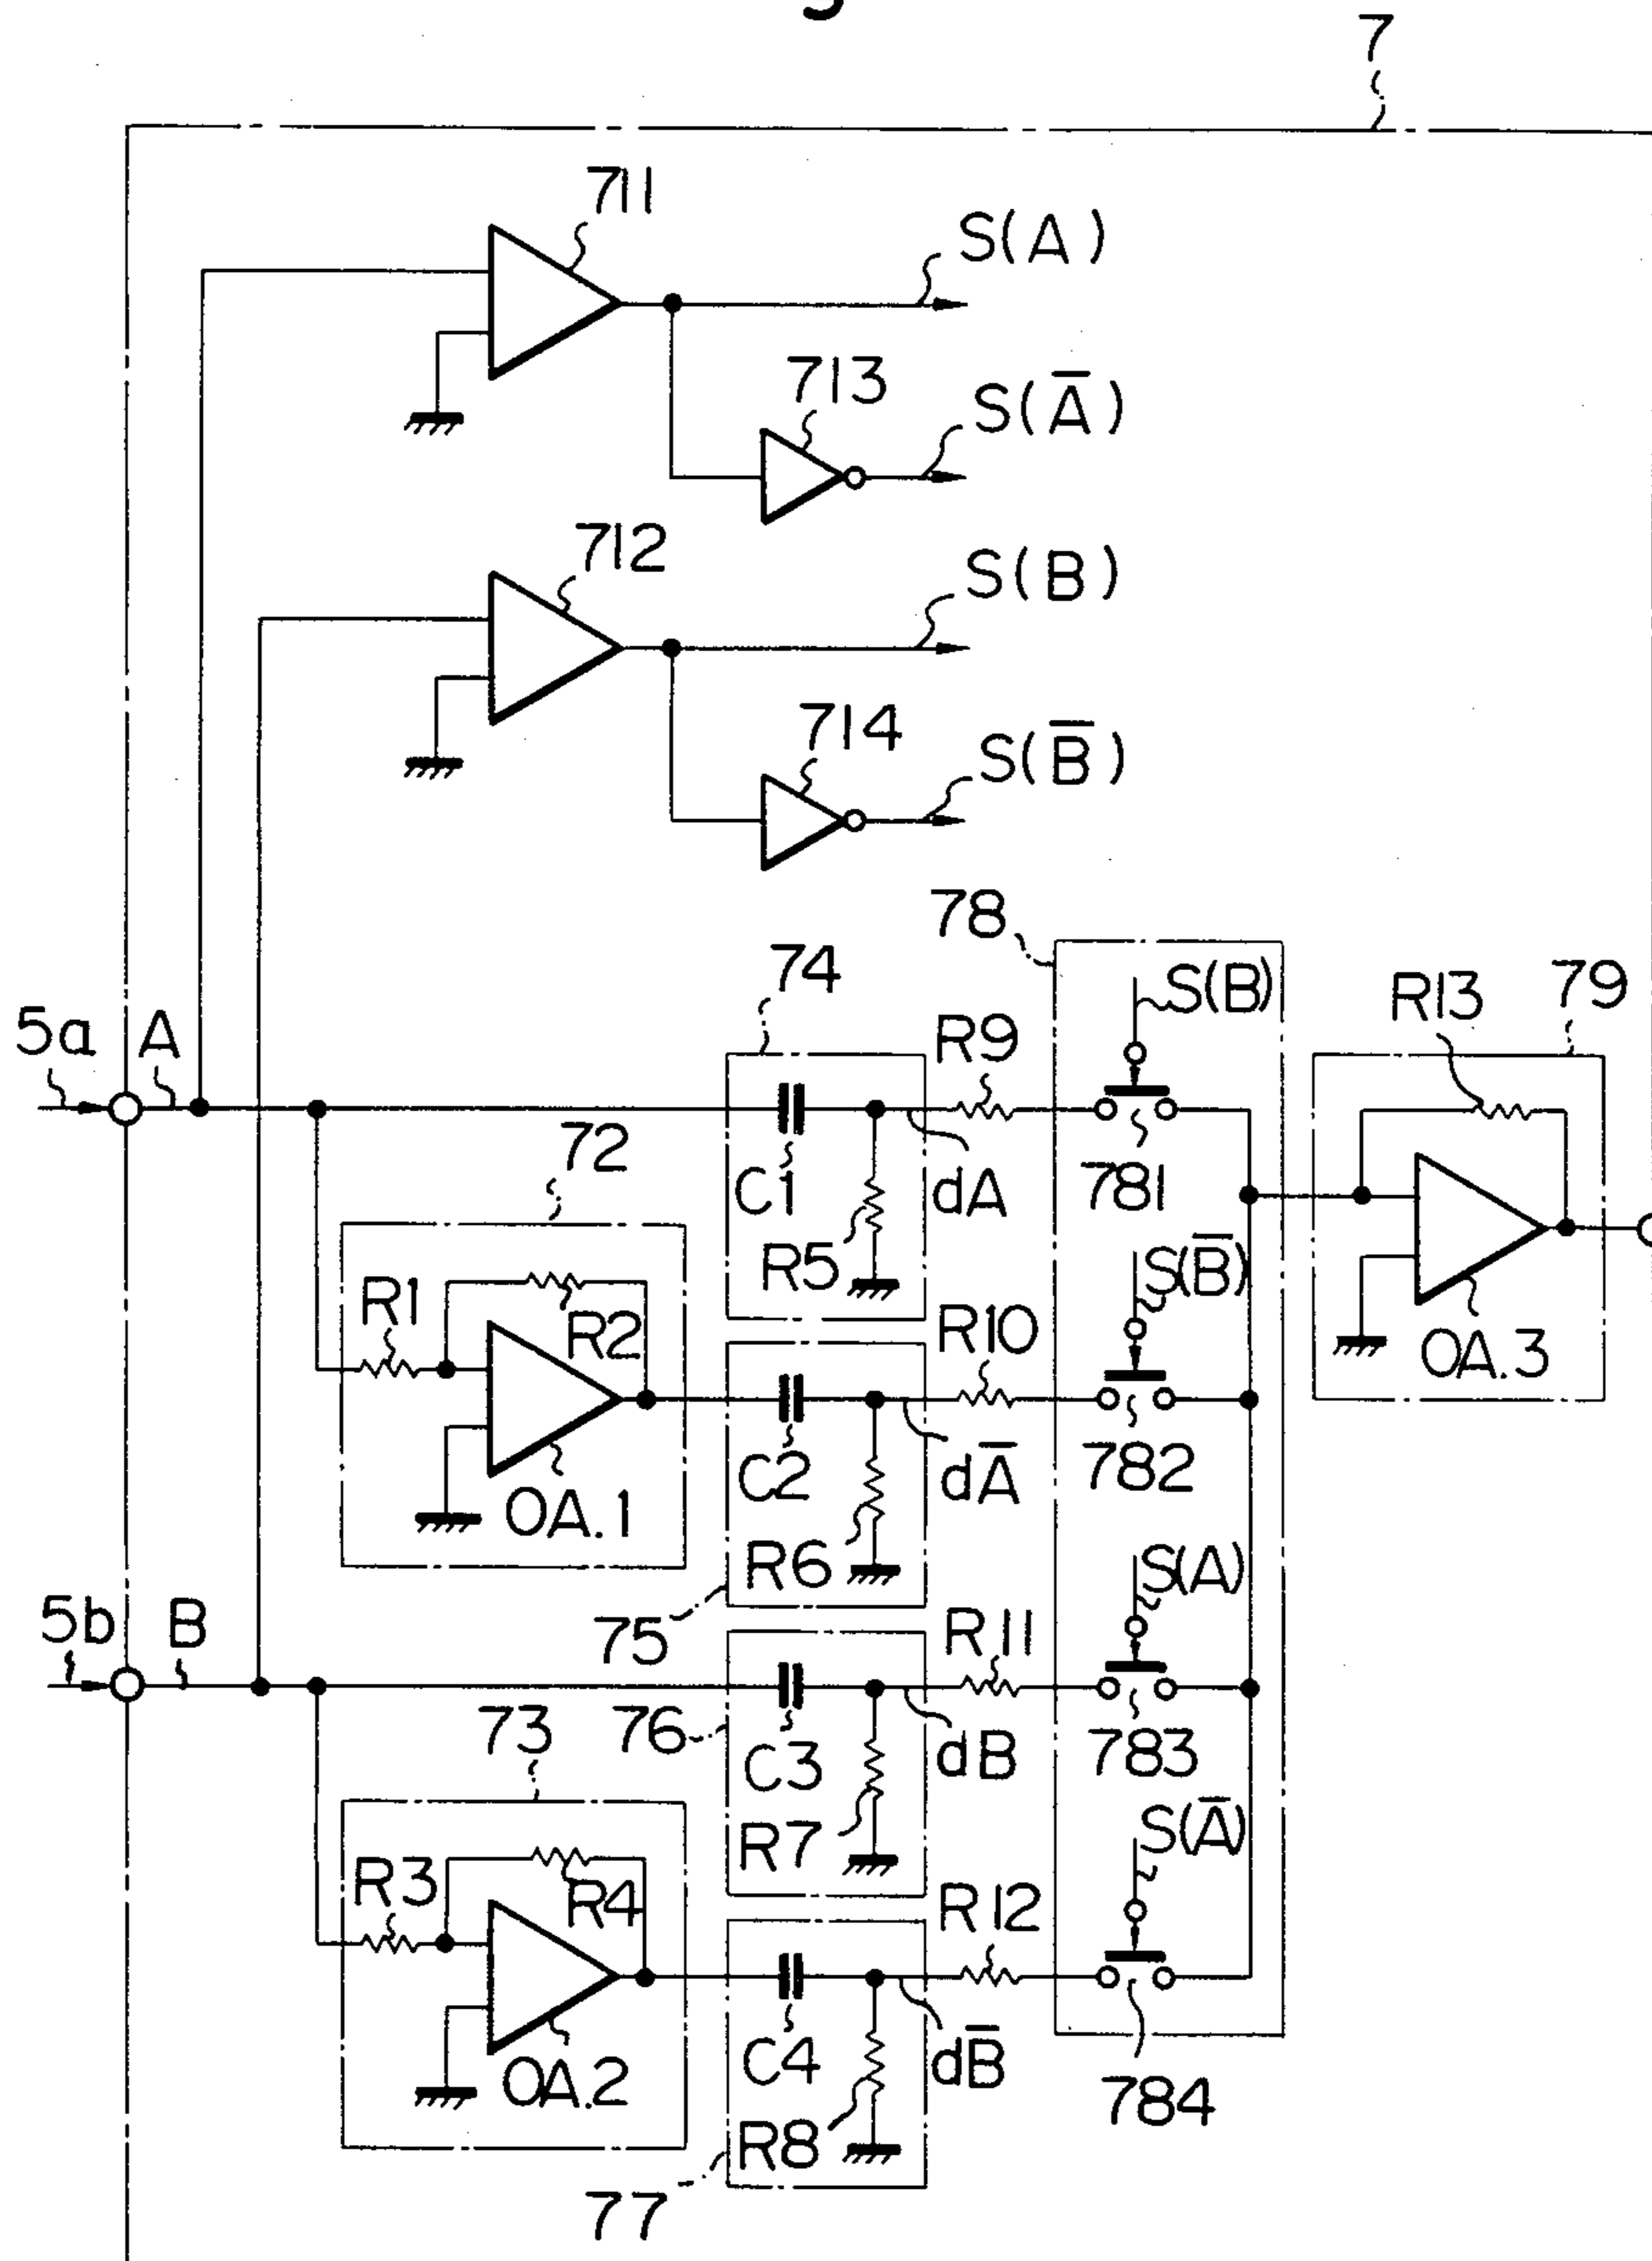 7
711
S(A)
713
S(A̅)
712
S(B)
714
S(B̅)
78
74
S(B)
R13
79
5a
A
R9
72
C1
dA
781
R5
S(B̅)
R1
R2
R10
OA.3
C2
dA̅
782
OA.1
R6
S(A)
5b
B
75
R11
73
76
C3
dB
783
R7
S(A̅)
R3
R4
R12
C4
dB̅
OA.2
784
R8
77